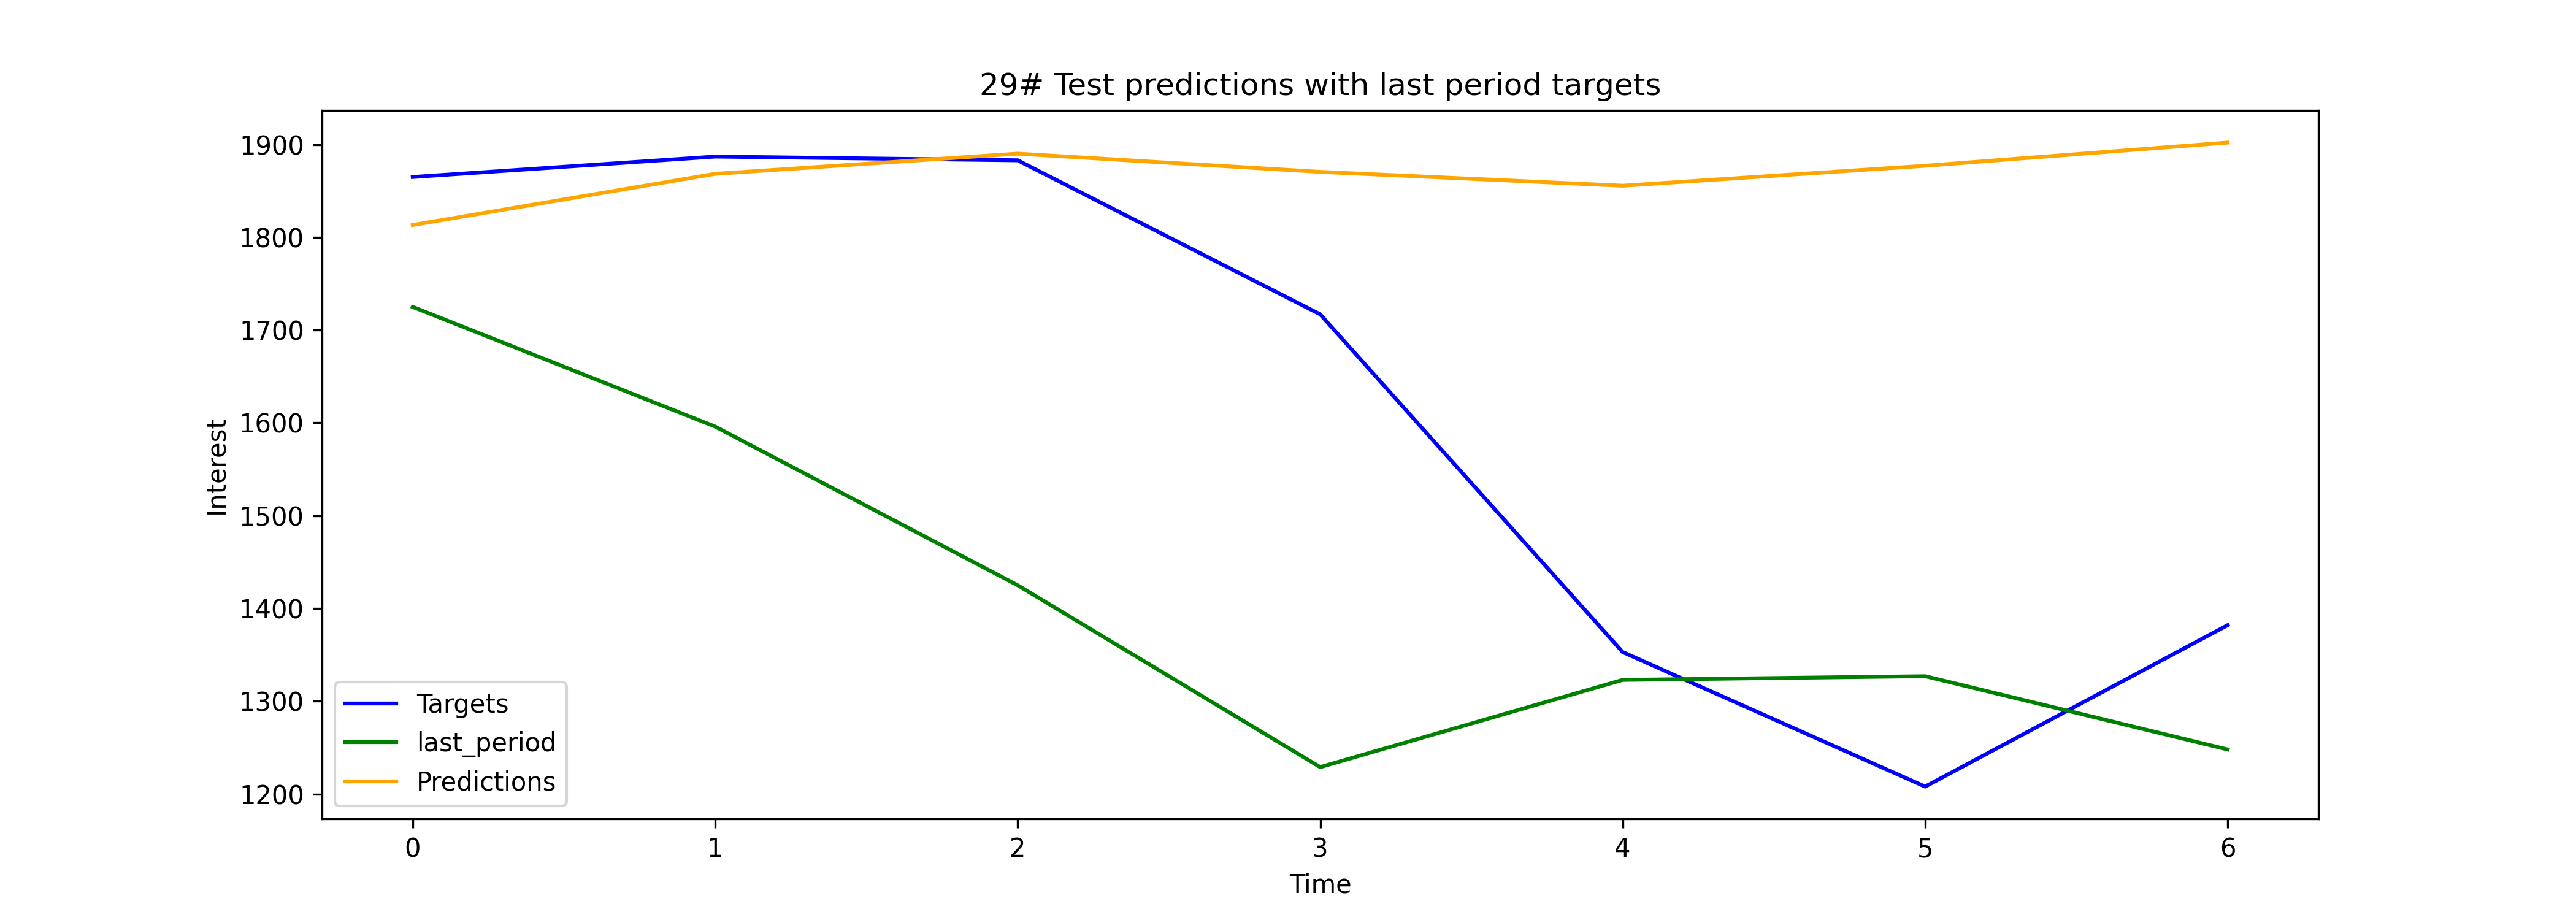 29# Test predictions with last period targets
Interest
1900
1800
1700
1600
1500
1400
1300
1200
Targets
last_period
Predictions
0 1 2 3 4 5 6
Time